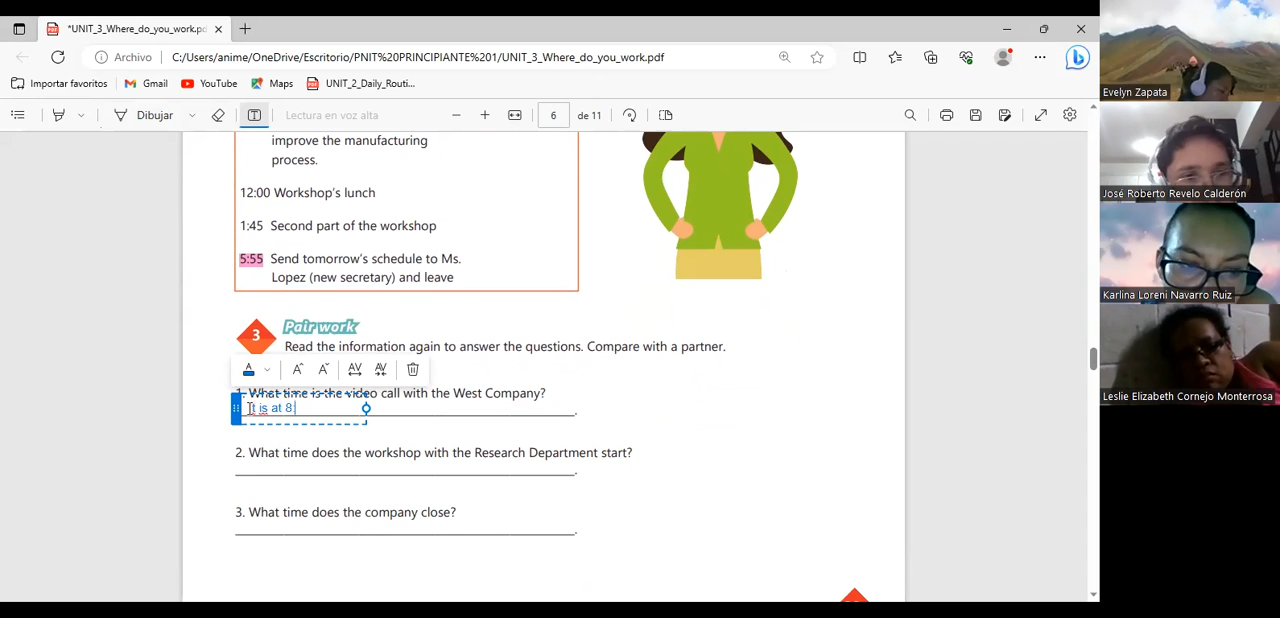 *UNIT_3_Where_do_you_work.pd
Archivo
C:/Users/anime/OneDrive/Escritorio/PNIT%20PRINCIPIANTE%201/UNIT_3_Where_do_you_work.pdf
Importar favoritos
Gmail
YouTube
Maps
UNIT_2_Daily_Routi...
Dibujar
Lectura en voz alta
6
de 11
improve the manufacturing
process.
12:00 Workshop's lunch
1:45 Second part of the workshop
5:55 Send tomorrow's schedule to Ms.
Lopez (new secretary) and leave
3
Pair work
Read the information again to answer the questions. Compare with a partner.
1. What time is the video call with the West Company?
It is at 8:
2. What time does the workshop with the Research Department start?
3. What time does the company close?
Evelyn Zapata
José Roberto Revelo Calderón
Karlina Loreni Navarro Ruiz
Leslie Elizabeth Cornejo Monterrosa